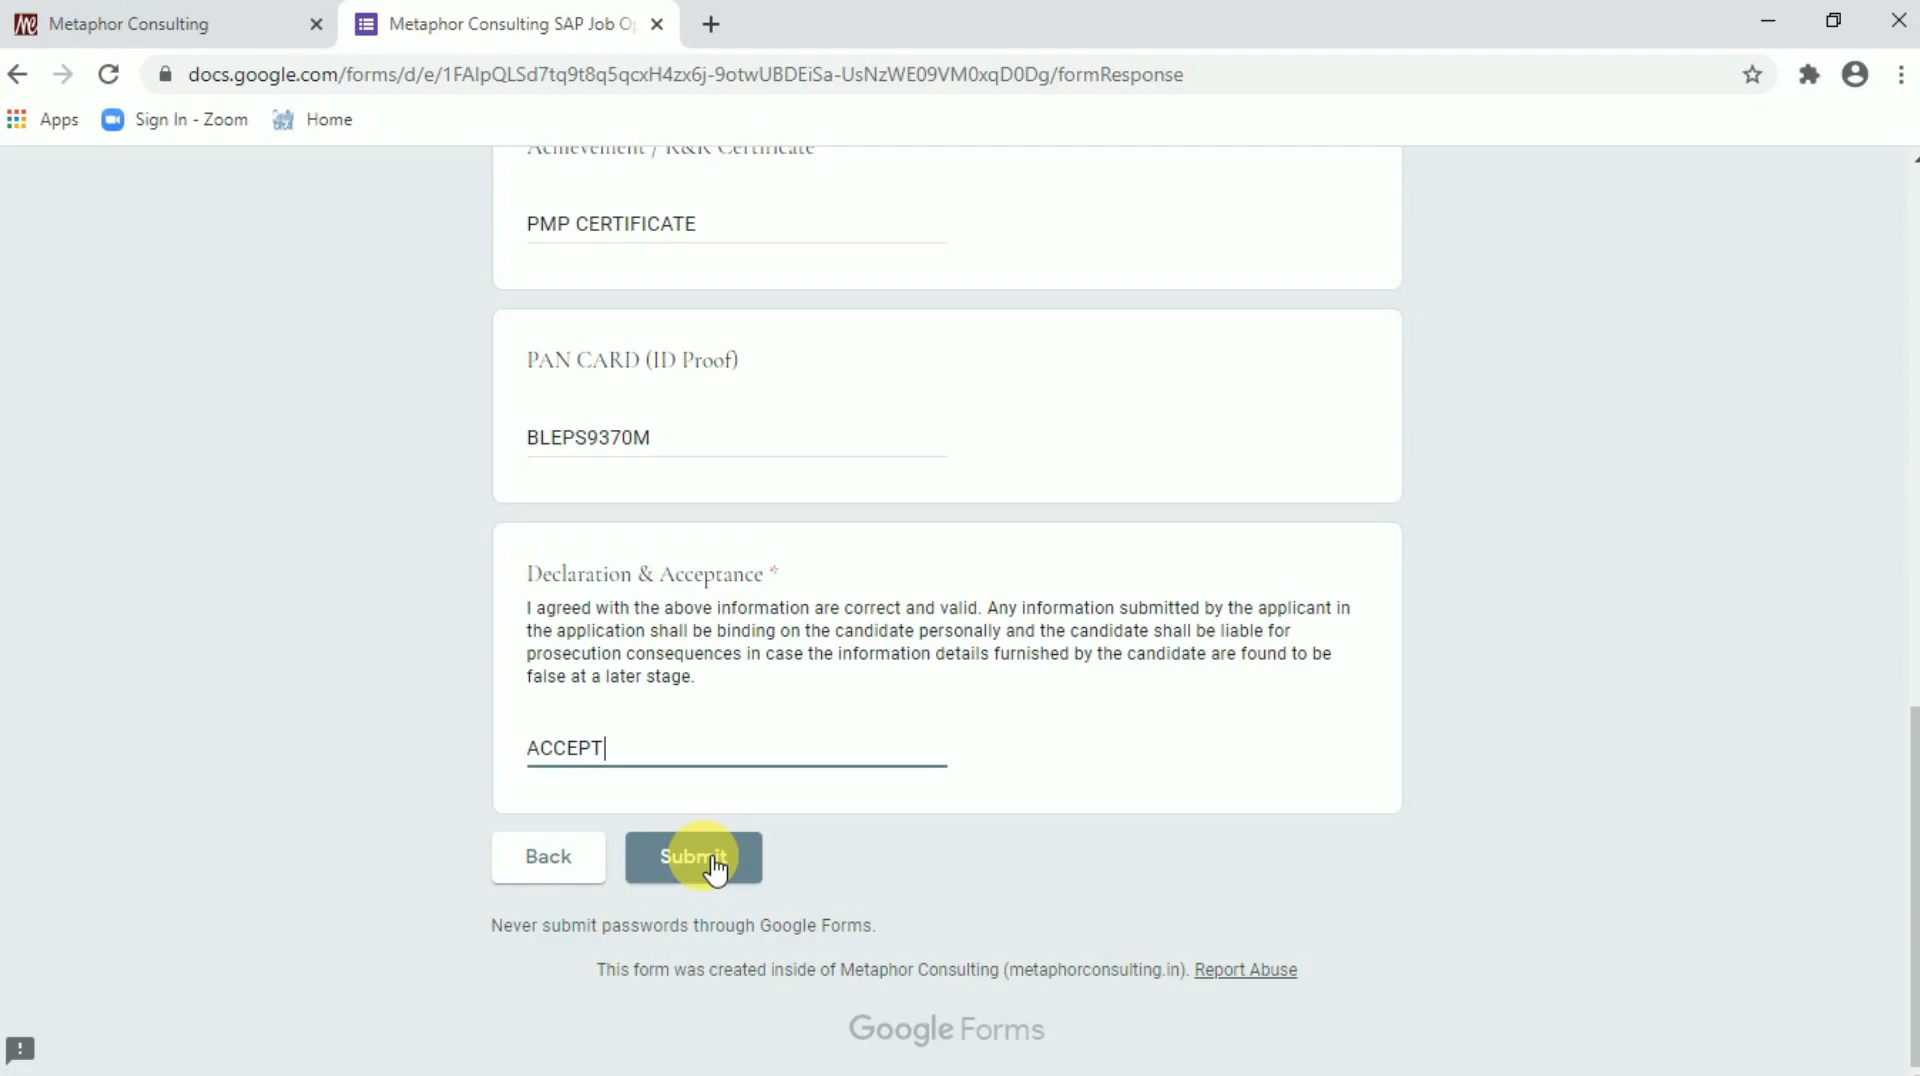 Metaphor Consulting
Metaphor Consulting SAP Job O
docs.google.com/forms/d/e/1FAIpQLSd7tq9t8q5qcxH4zx6j-9otwUBDEiSa-UsNzWE09VM0xqD0Dg/formResponse
Apps
Sign In - Zoom
Home
Achievement / R&R Certificate
PMP CERTIFICATE
PAN CARD (ID Proof)
BLEPS9370M
Declaration & Acceptance *
I agreed with the above information are correct and valid. Any information submitted by the applicant in
the application shall be binding on the candidate personally and the candidate shall be liable for
prosecution consequences in case the information details furnished by the candidate are found to be
false at a later stage.
ACCEPT
Back
Submit
Never submit passwords through Google Forms.
This form was created inside of Metaphor Consulting (metaphorconsulting.in). Report Abuse
Google Forms